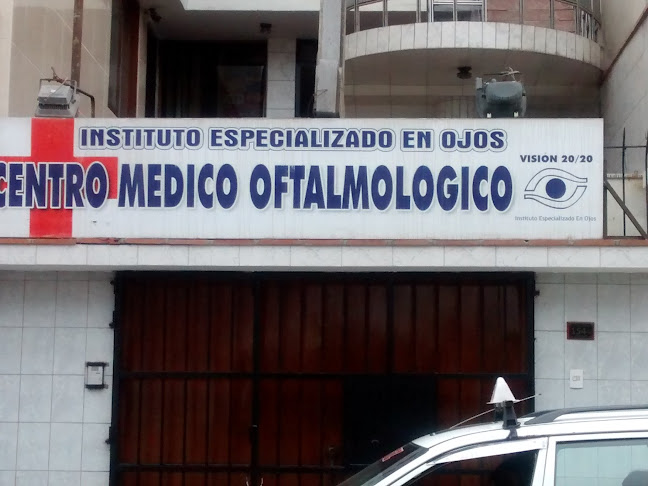 INSTITUTO ESPECIALIZADO EN OJOS
CENTRO MEDICO OFTALMOLOGICO
VISION 20/20
Instituto Especializado En Ojos